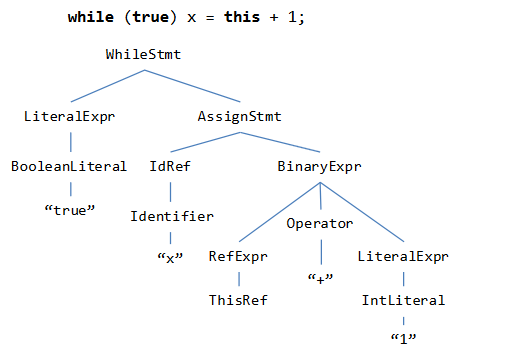 while (true) x = this + 1;
WhileStmt
LiteralExpr AssignStmt
BooleanLiteral IdRef BinaryExpr
“true” Identifier Operator
“x” RefExpr “+” LiteralExpr
ThisRef IntLiteral
“1”